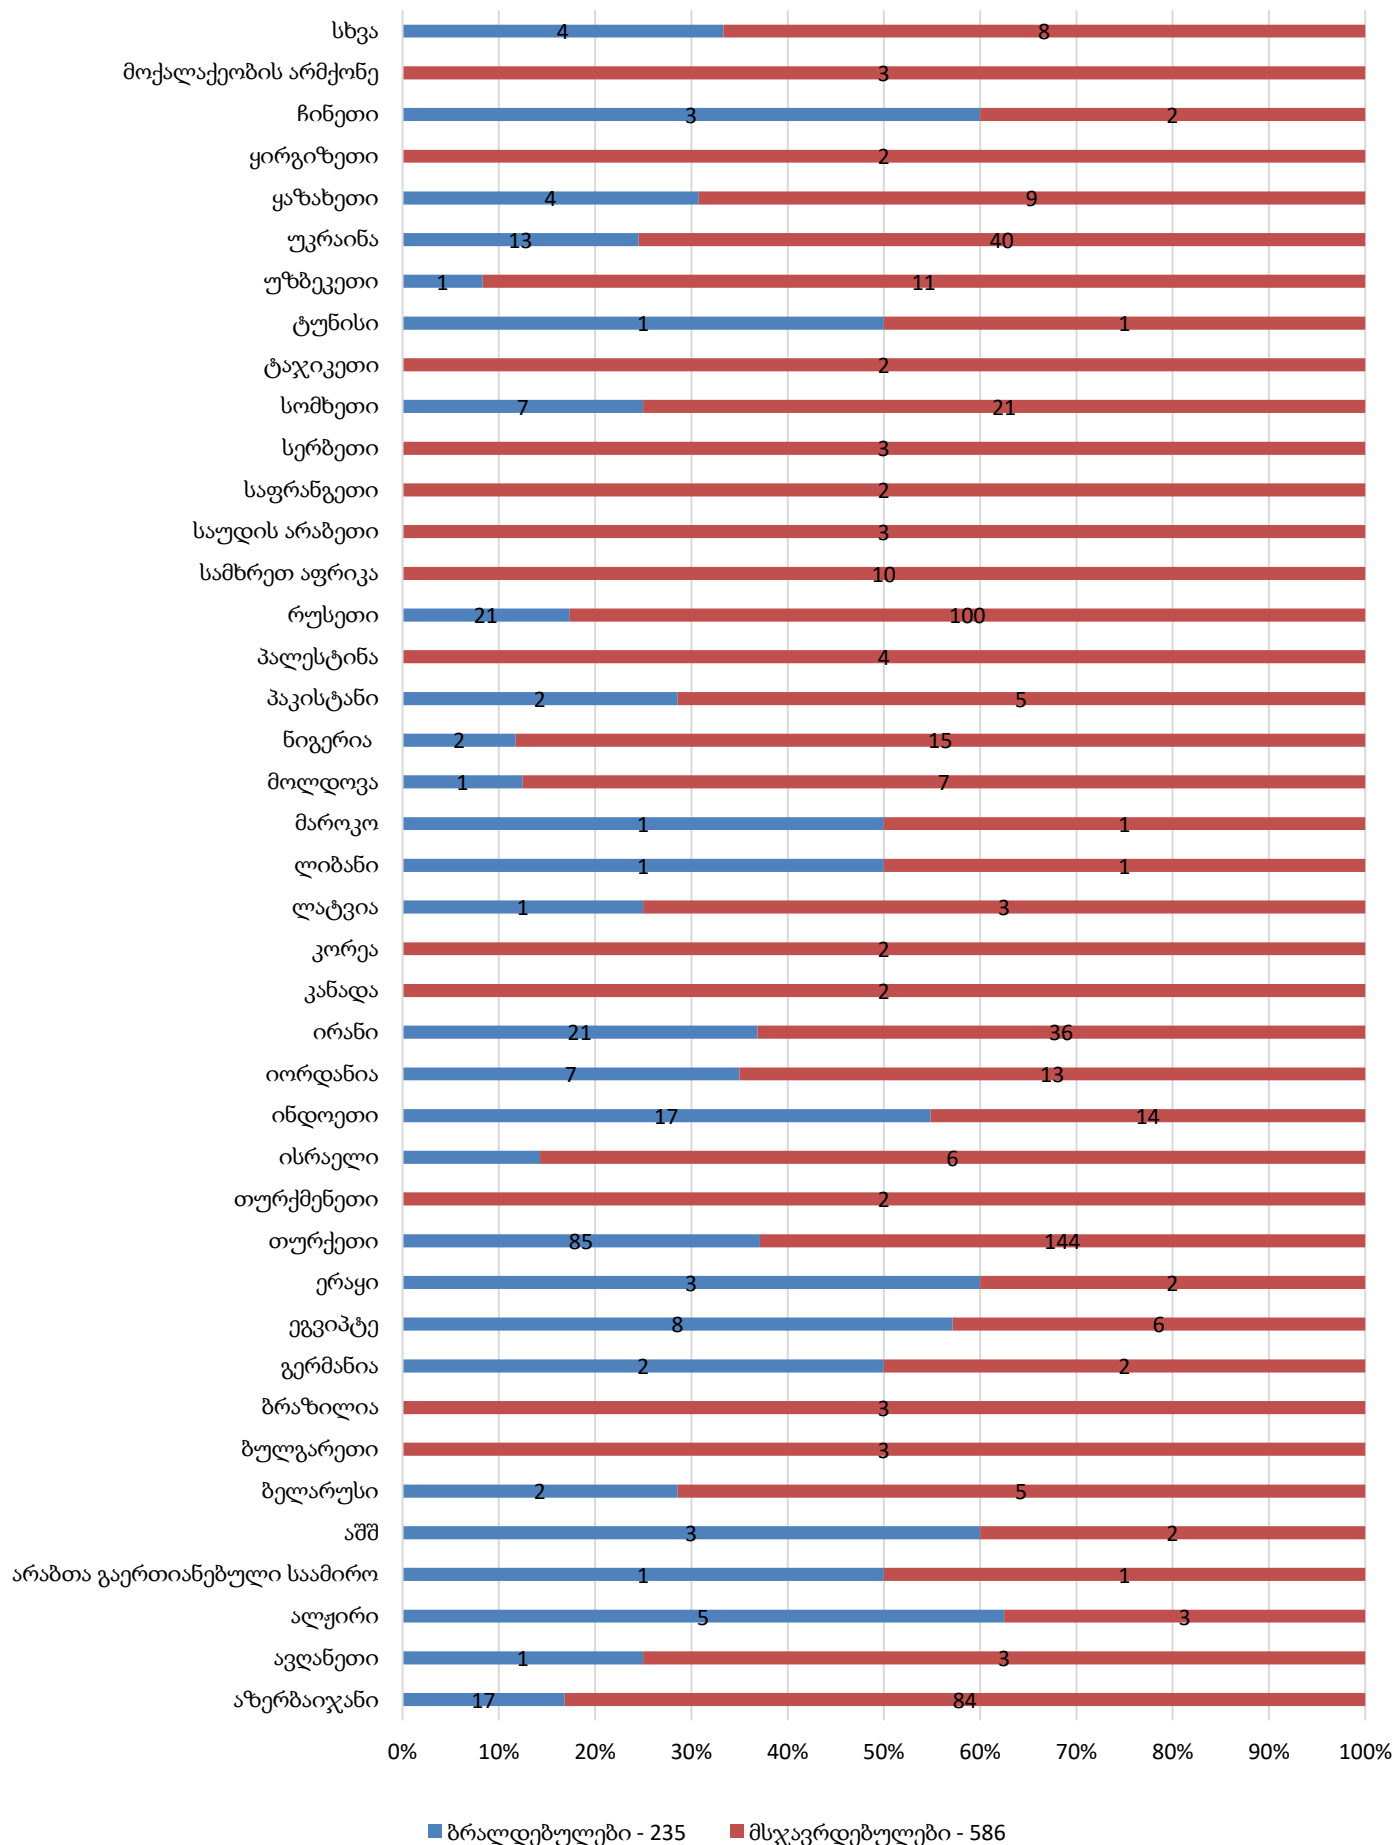 სხვა 4 8
მოქალაქეობის არმქონე 3
ჩინეთი 3 2
ყირგიზეთი 2
ყაზახეთი 4 9
უკრაინა 13 40
უზბეკეთი 1 11
ტუნისი 1 1
ტაჯიკეთი 2
სომხეთი 7 21
სერბეთი 3
საფრანგეთი 2
საუდის არაბეთი 3
სამხრეთ აფრიკა 10
რუსეთი 21 100
პალესტინა 4
პაკისტანი 2 5
ნიგერია 2 15
მოლდოვა 1 7
მაროკო 1 1
ლიბანი 1 1
ლატვია 1 3
კორეა 2
კანადა 2
ირანი 21 36
იორდანია 7 13
ინდოეთი 17 14
ისრაელი 6
თურქმენეთი 2
თურქეთი 85 144
ერაყი 3 2
ეგვიპტე 8 6
გერმანია 2 2
ბრაზილია 3
ბულგარეთი 3
ბელარუსი 2 5
აშშ 3 2
არაბთა გაერთიანებული საამირო 1 1
ალჟირი 5 3
ავღანეთი 1 3
აზერბაიჯანი 17 84
0% 10% 20% 30% 40% 50% 60% 70% 80% 90% 100%
ბრალდებულები - 235 მსჯავრდებულები - 586